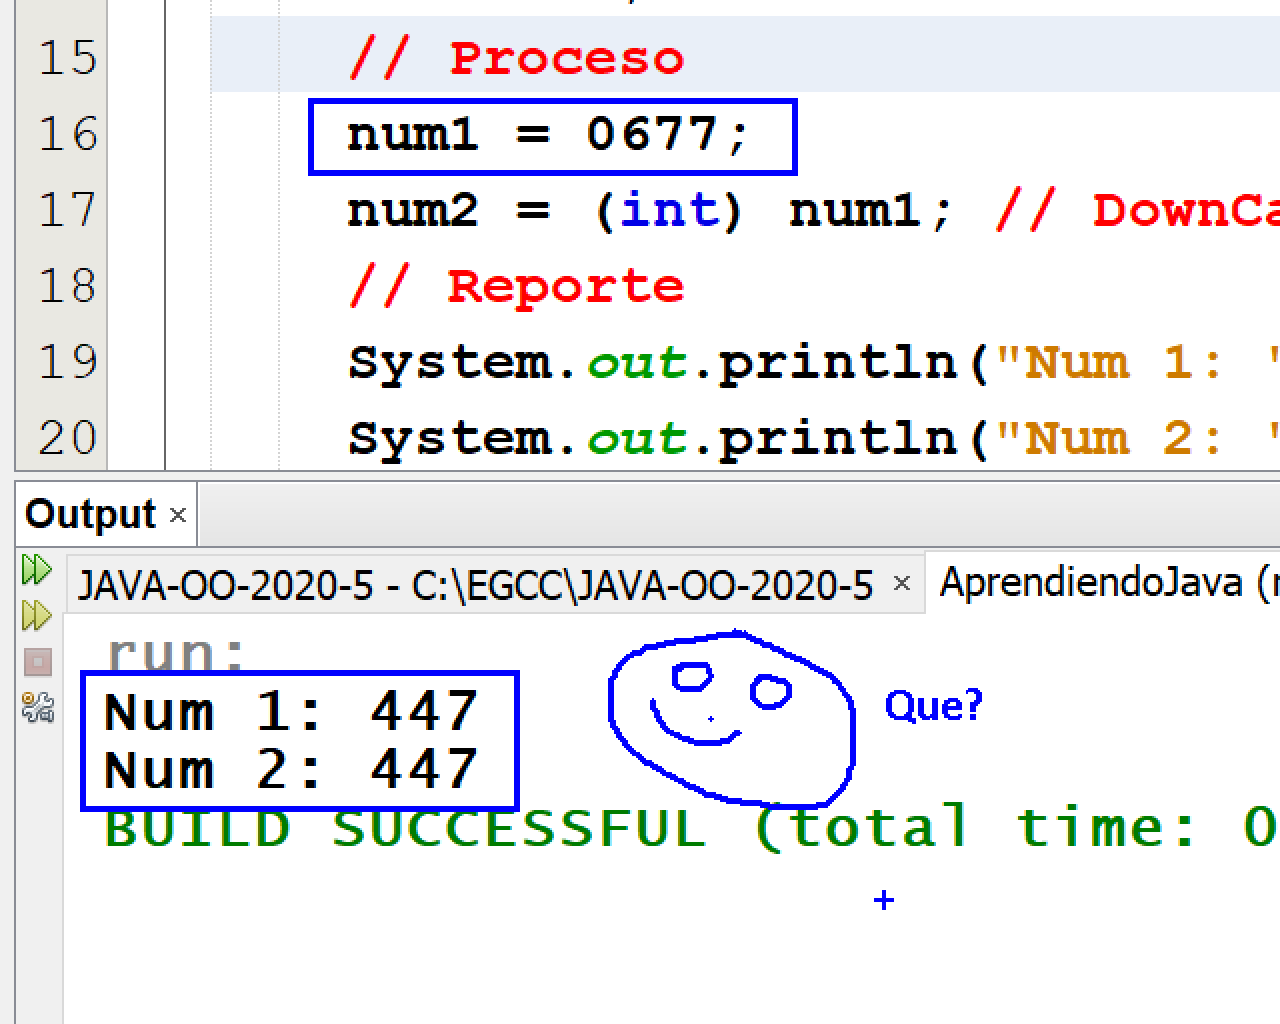 15 // Proceso
16 num1 = 0677;
17 num2 = (int) num1; // DownCa
18 // Reporte
19 System.out.println("Num 1: "
20 System.out.println("Num 2: "
Output
JAVA-OO-2020-5 - C:\EGCC\JAVA-OO-2020-5 AprendiendoJava (r
run:
Num 1: 447
Num 2: 447
Que?
BUILD SUCCESSFUL (total time: 0